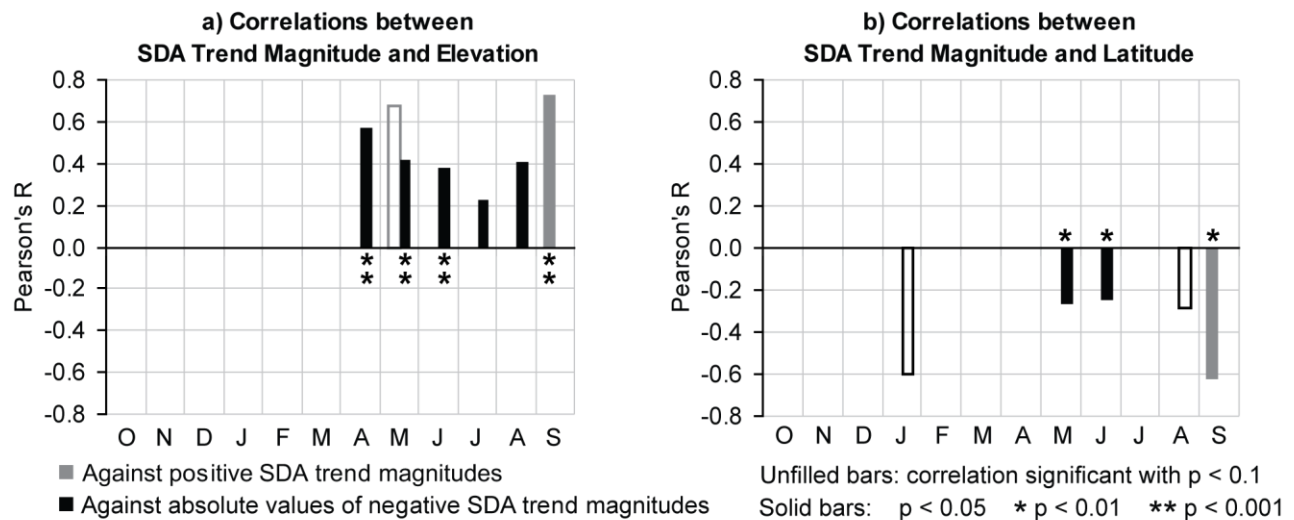 a) Correlations between
SDA Trend Magnitude and Elevation
0.8
0.6
0.4
0.2
0.0
-0.2
-0.4
-0.6
-0.8
Pearson's R
* * * *
* * * *
O N D J F M A M J J A S
■ Against positive SDA trend magnitudes
■ Against absolute values of negative SDA trend magnitudes
b) Correlations between
SDA Trend Magnitude and Latitude
0.8
0.6
0.4
0.2
0.0
-0.2
-0.4
-0.6
-0.8
Pearson's R
* * *
O N D J F M A M J J A S
Unfilled bars: correlation significant with p < 0.1
Solid bars: p < 0.05 * p < 0.01 ** p < 0.001